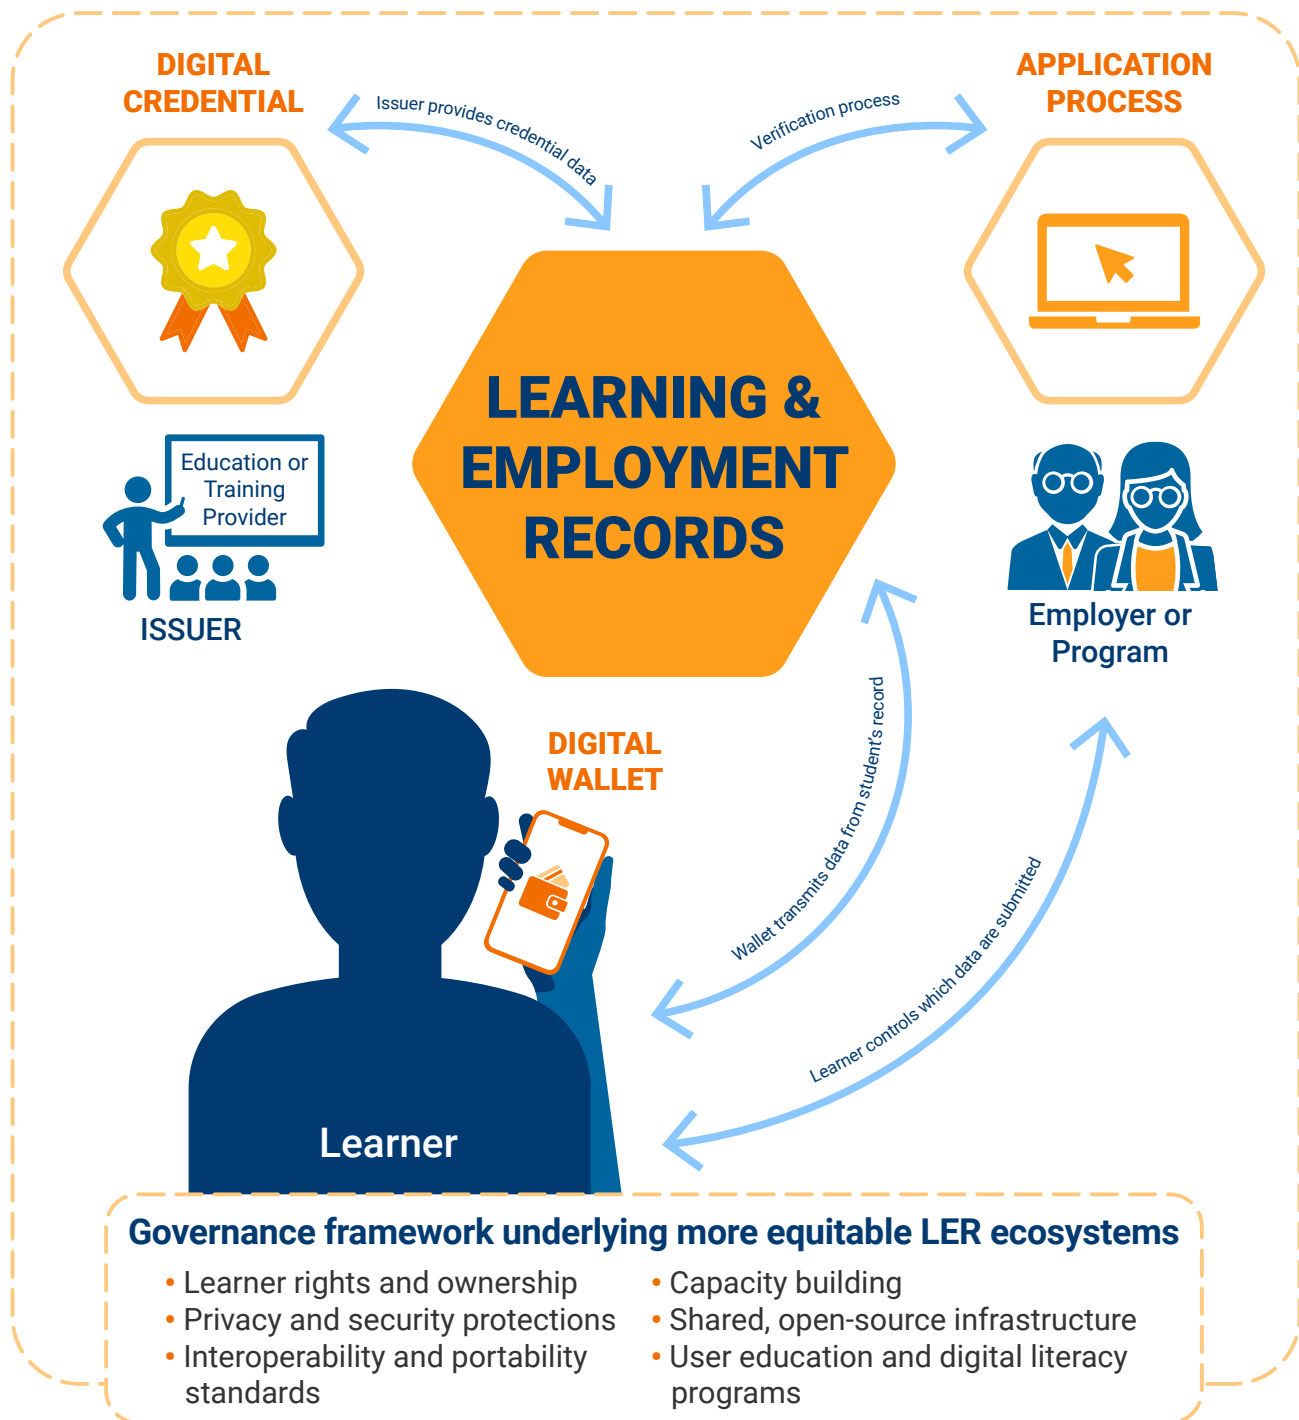 DIGITAL
CREDENTIAL
Issuer provides credential data
Verification process
APPLICATION
PROCESS
LEARNING &
EMPLOYMENT
RECORDS
Education or
Training
Provider
ISSUER
Employer or
Program
DIGITAL
WALLET
Wallet transmits data from student's record
Learner controls which data are submitted
Learner
Governance framework underlying more equitable LER ecosystems
• Learner rights and ownership
• Privacy and security protections
• Interoperability and portability
standards
• Capacity building
• Shared, open-source infrastructure
• User education and digital literacy
programs